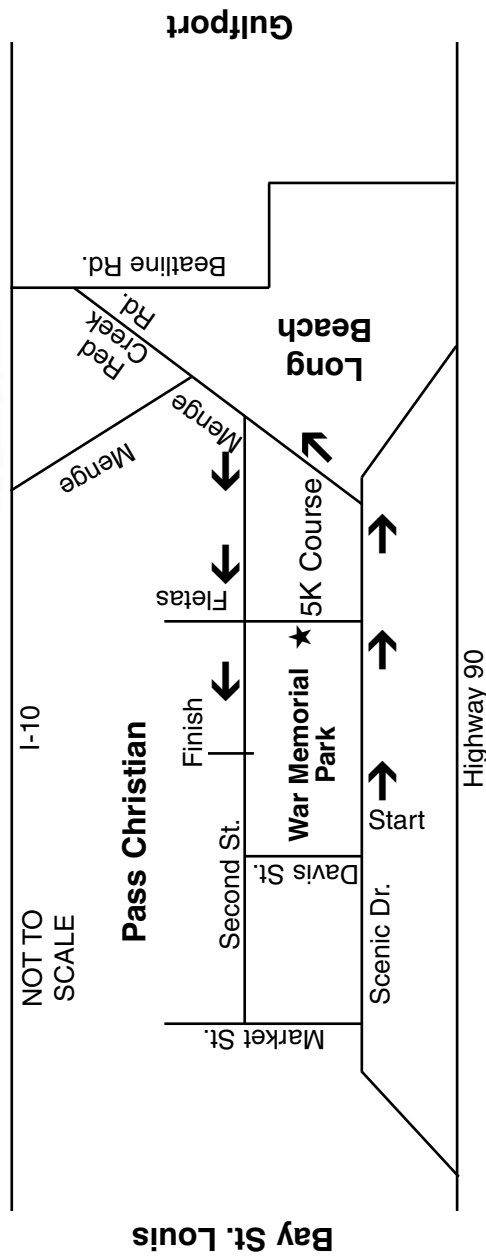 I-10
NOT TO
SCALE
Gulfport
Beatline Rd.
Red
Creek
Rd.
Menge
Menge
Long
Beach
Pass Christian
Fletas
Finish
Second St.
War Memorial
Park
5K Course
Davis St.
Market St.
Start
Scenic Dr.
Highway 90
Bay St. Louis